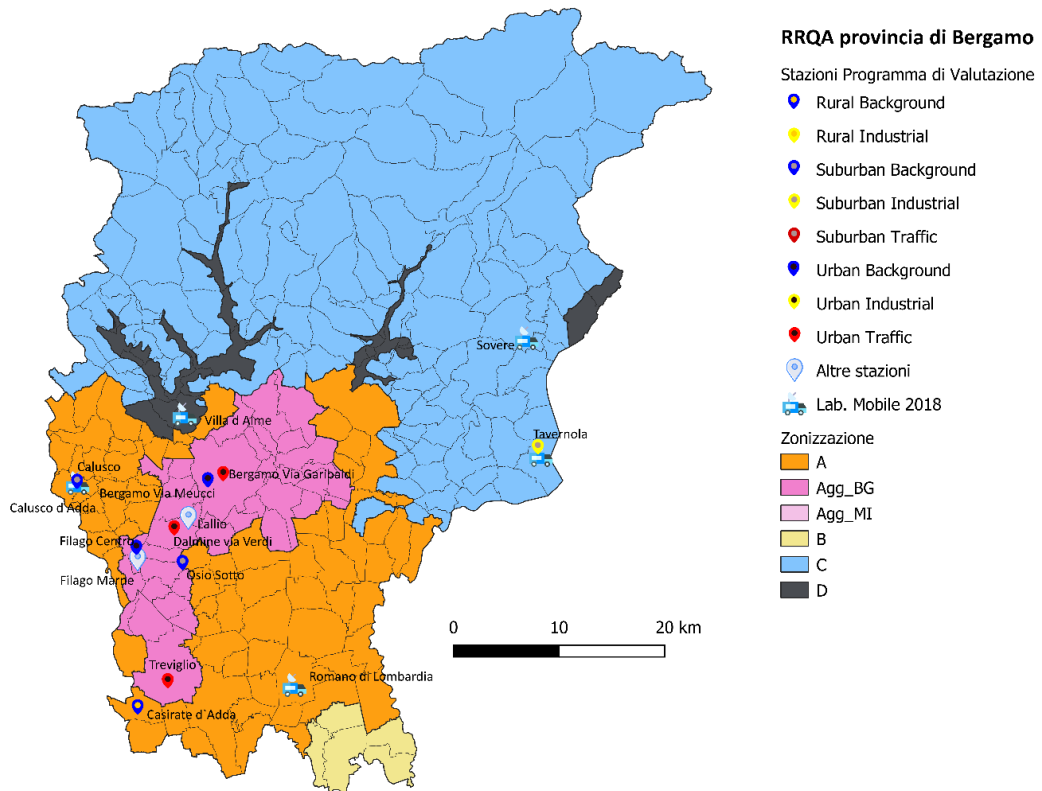 RRQA provincia di Bergamo
Stazioni Programma di Valutazione
Rural Background
Rural Industrial
Suburban Background
Suburban Industrial
Suburban Traffic
Urban Background
Urban Industrial
Urban Traffic
Altre stazioni
Lab. Mobile 2018
Zonizzazione
A
Agg_BG
Agg_MI
B
C
D
Sovere
Villa d Alme
Tavernola
Calusco
Bergamo Via Garibaldi
Bergamo Via Meucci
Calusco d'Adda
Lallio
Filago Centro
Dalmine via Verdi
Filago Marde
Osio Sotto
0 10 20 km
Treviglio
Romano di Lombardia
Casirate d`Adda